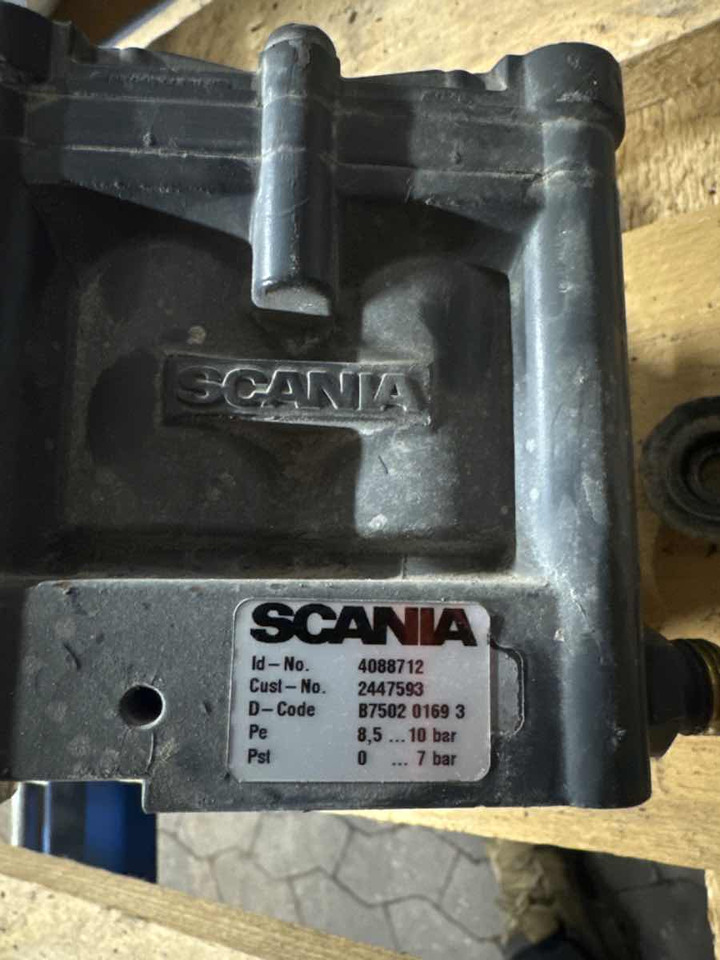 SCANIA
SCANIA
Id-No. 4088712
Cust-No. 2447593
D-Code B7502 0169 3
Pe 8,5 ... 10 bar
Pst 0 ... 7 bar